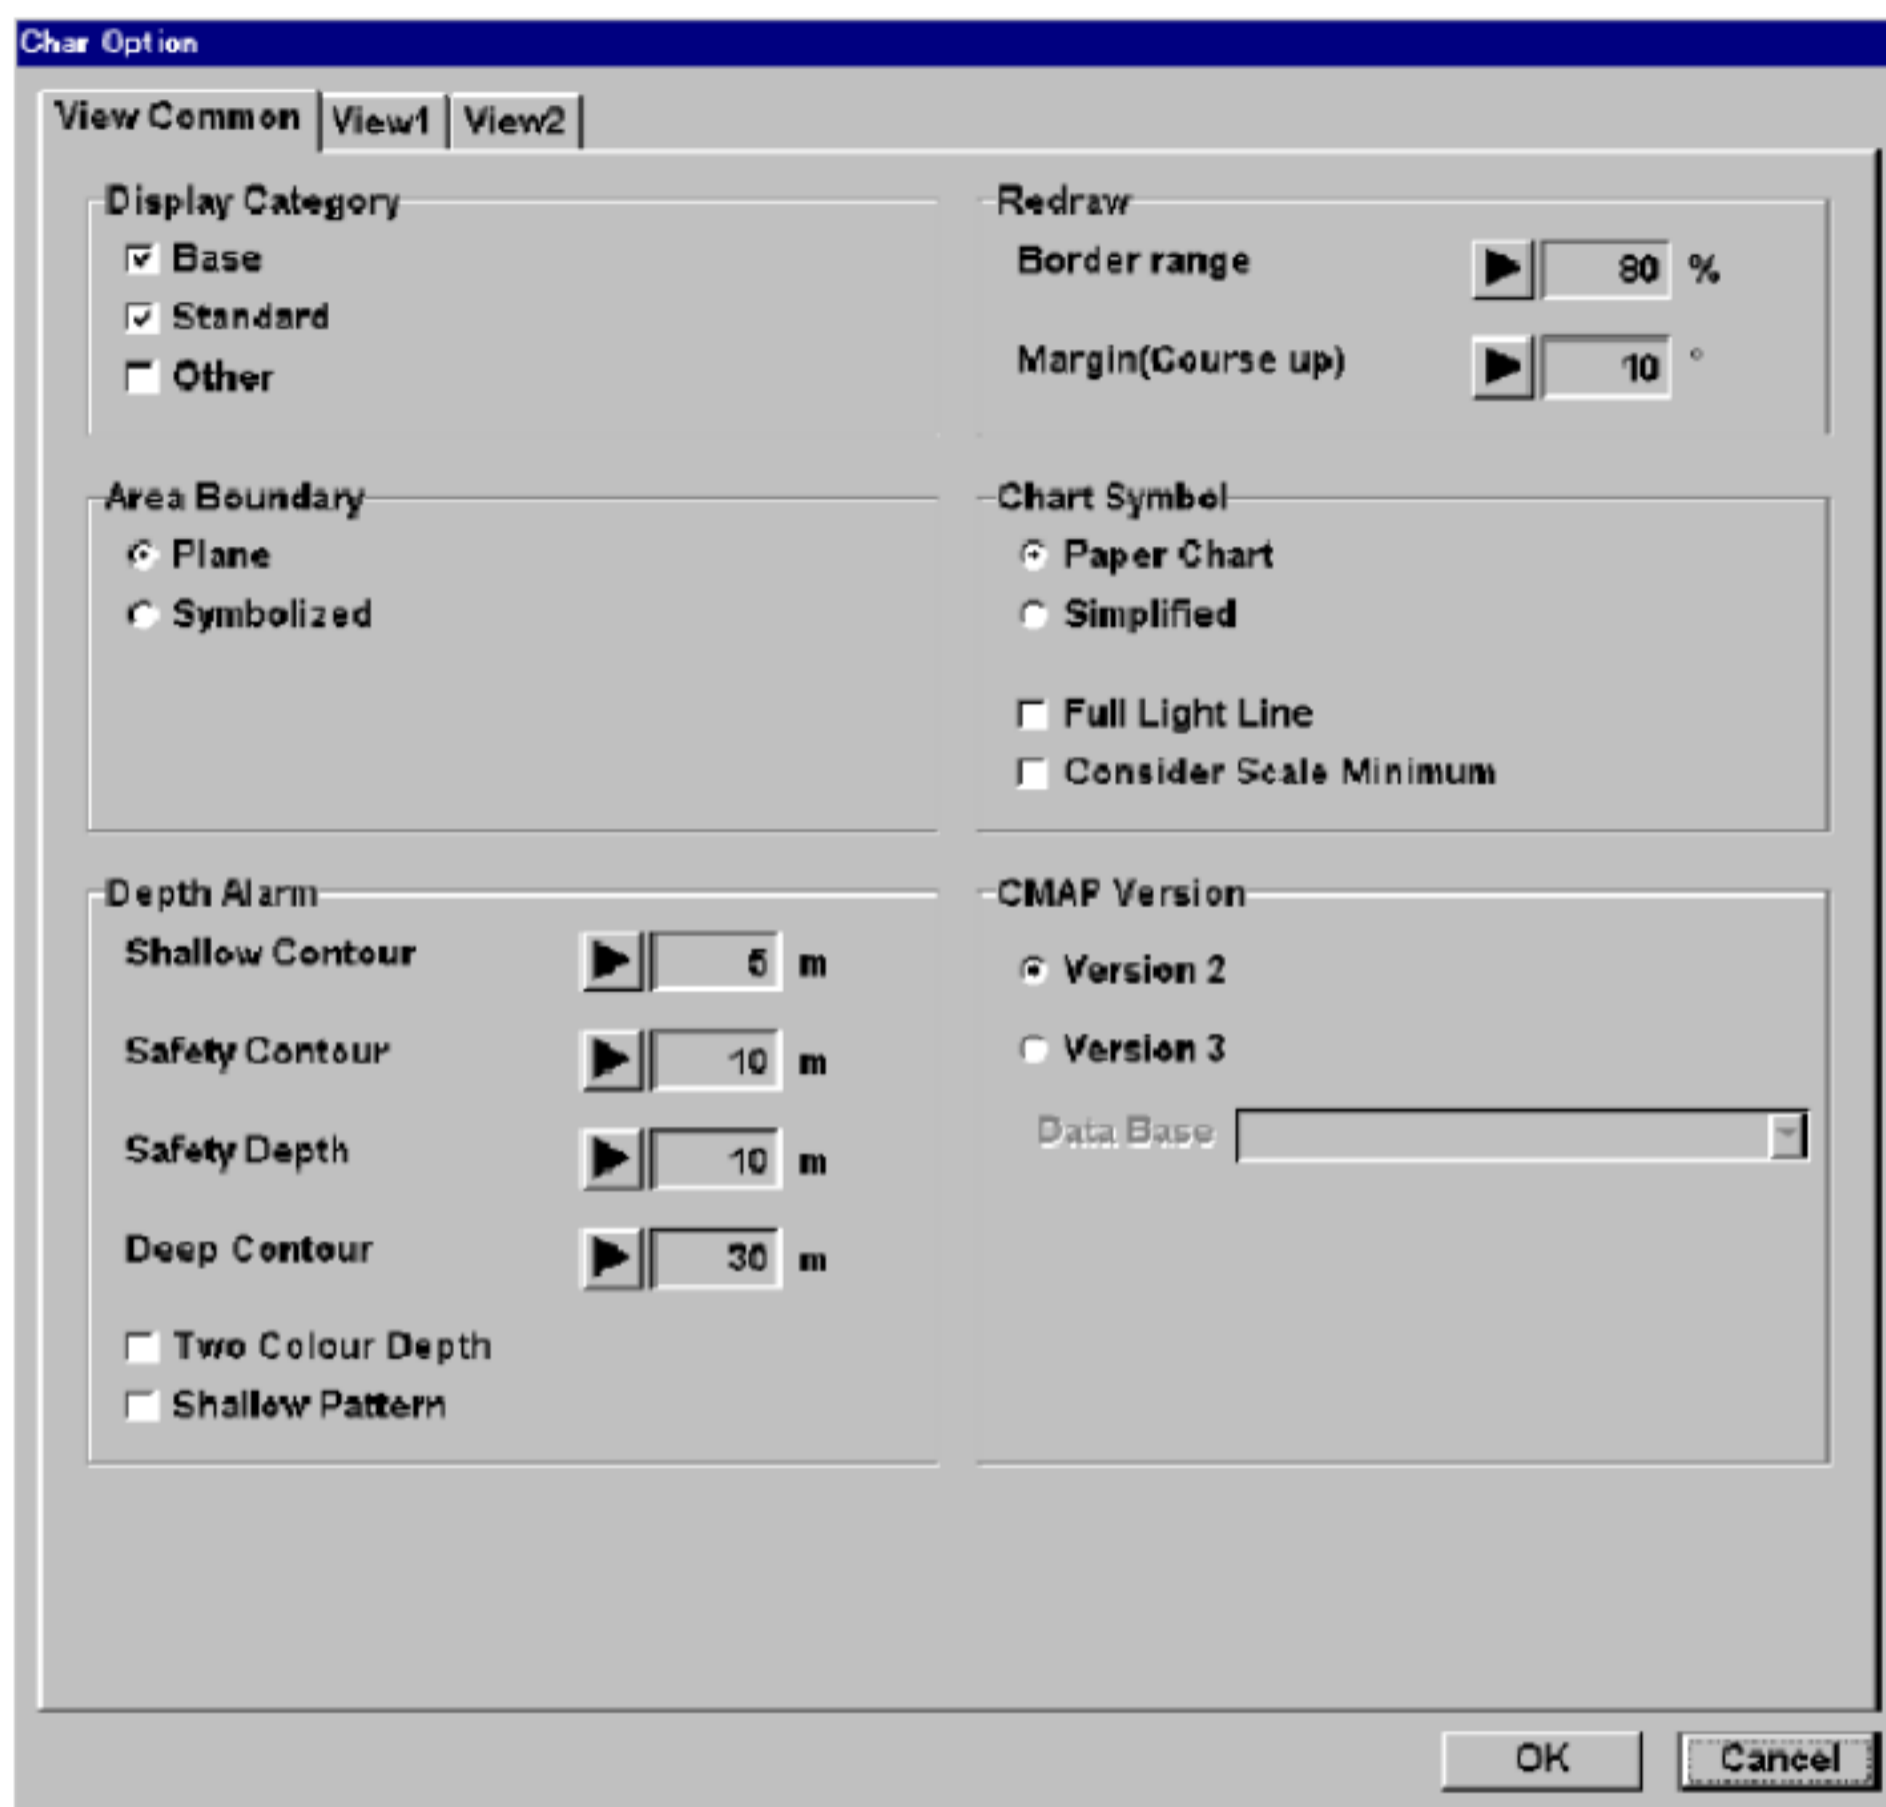 Char Option
View Common View1 View2
Display Category
Base
Standard
Other
Redraw
Border range 80 %
Margin(Course up) 10 °
Area Boundary
Plane
Symbolized
Chart Symbol
Paper Chart
Simplified
Full Light Line
Consider Scale Minimum
Depth Alarm
Shallow Contour m
Safety Contour 10 m
Safety Depth 10 m
Deep Contour 30 m
Two Colour Depth
Shallow Pattern
CMAP Version
Version 2
Version 3
Data Base
OK Cancel